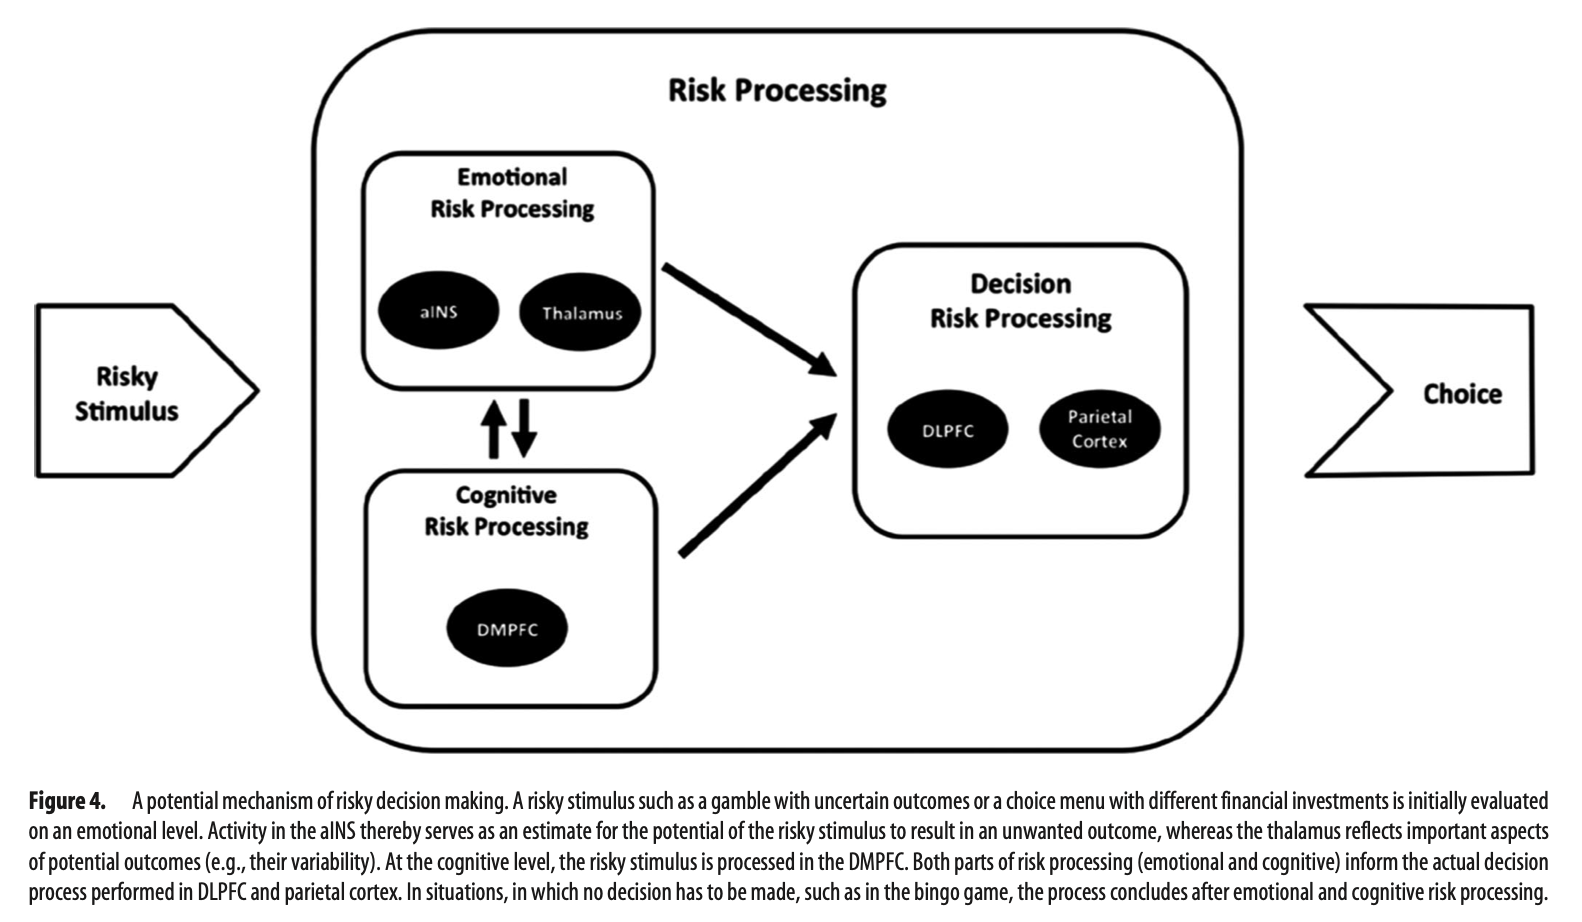 Risk Processing
Emotional
Risk Processing
aINS
Thalamus
Risky
Stimulus
Cognitive
Risk Processing
DMPFC
Decision
Risk Processing
DLPFC
Parietal
Cortex
Choice
Figure 4. A potential mechanism of risky decision making. A risky stimulus such as a gamble with uncertain outcomes or a choice menu with different financial investments is initially evaluated
on an emotional level. Activity in the aINS thereby serves as an estimate for the potential of the risky stimulus to result in an unwanted outcome, whereas the thalamus reflects important aspects
of potential outcomes (e.g., their variability). At the cognitive level, the risky stimulus is processed in the DMPFC. Both parts of risk processing (emotional and cognitive) inform the actual decision
process performed in DLPFC and parietal cortex. In situations, in which no decision has to be made, such as in the bingo game, the process concludes after emotional and cognitive risk processing.